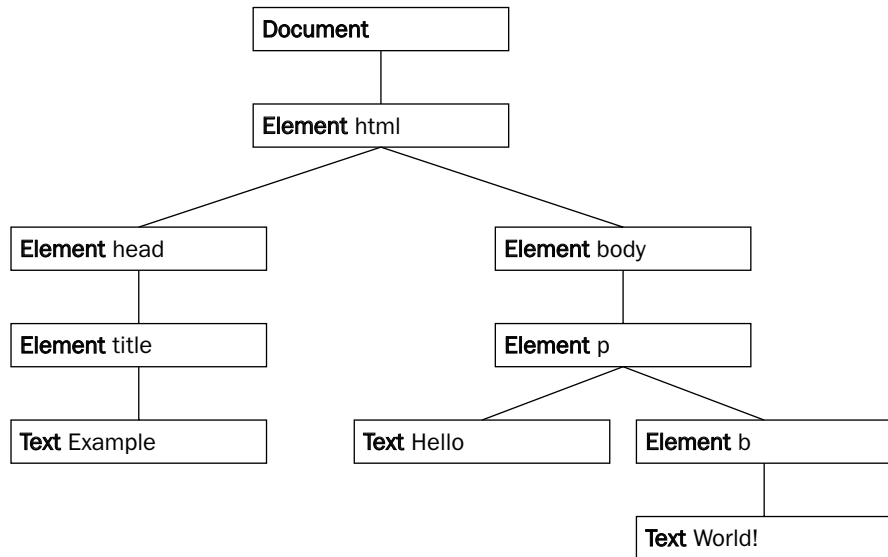 Document
Element html
Element head
Element body
Element title
Element p
Text Example
Text Hello
Element b
Text World!